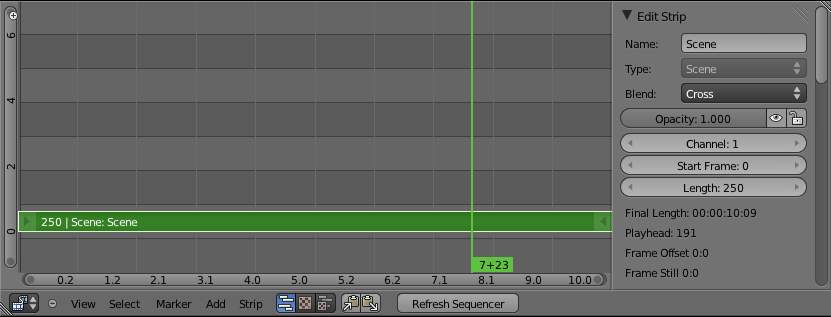 6
4
2
0
250 | Scene: Scene
7+23
0.2 1.2 2.1 3.1 4.0 5.0 5.2 6.2 7.1 8.1 9.0 10.0
View Select Marker Add Strip Refresh Sequencer
Edit Strip
Name: Scene
Type: Scene
Blend: Cross
Opacity: 1.000
Channel: 1
Start Frame: 0
Length: 250
Final Length: 00:00:10:09
Playhead: 191
Frame Offset 0:0
Frame Still 0:0